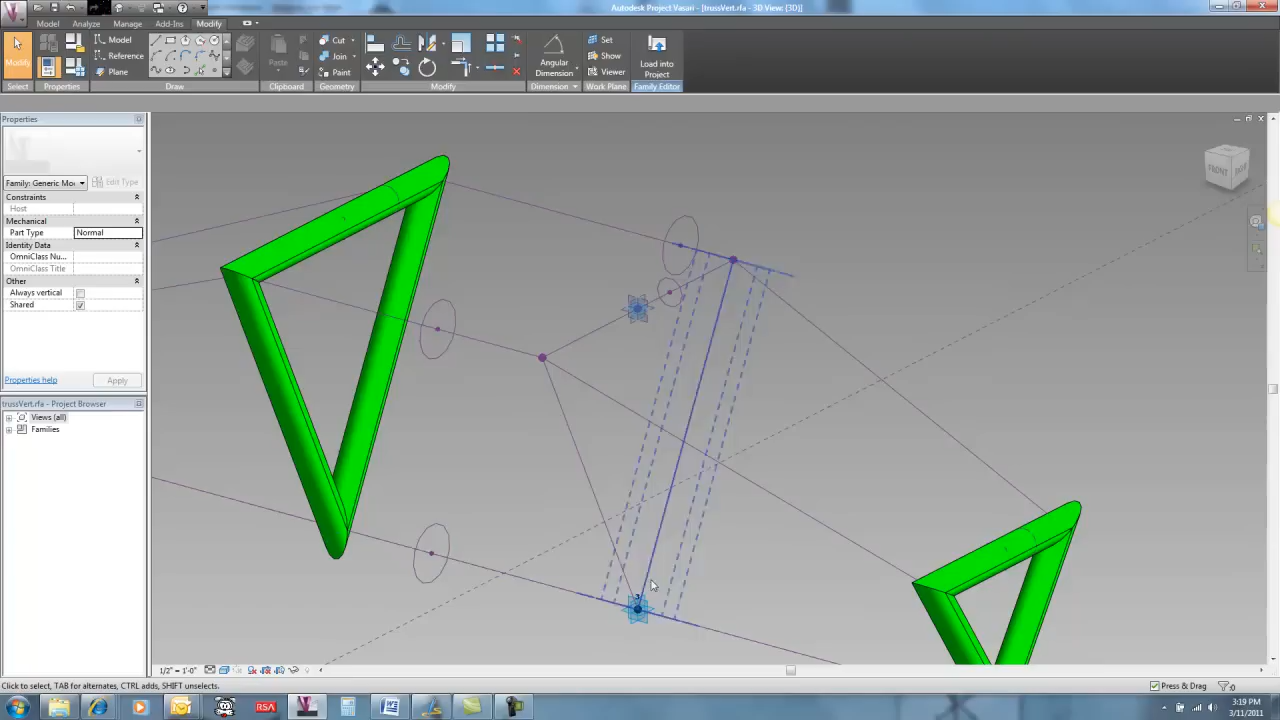 Autodesk Project Vasari - [trussVert.rfa - 3D View: {3D}]
Model Analyze Manage Add-Ins Modify
Modify
Model
Reference
Plane
Paste
Cut
Join
Paint
Angular
Dimension
Set
Show
Viewer
Load into
Project
Select Properties Draw Clipboard Geometry Modify Dimension Work Plane Family Editor
Properties
Family: Generic Mo Edit Type
Constraints
Host
Mechanical
Part Type Normal
Identity Data
OmniClass Nu...
OmniClass Title
Other
Always vertical
Shared
Properties help Apply
trussVert.rfa - Project Browser
Views (all)
Families
FRONT
3
1/2" = 1'-0"
Click to select, TAB for alternates, CTRL adds, SHIFT unselects.
Press & Drag
:0
RSA
3:19 PM
3/11/2011